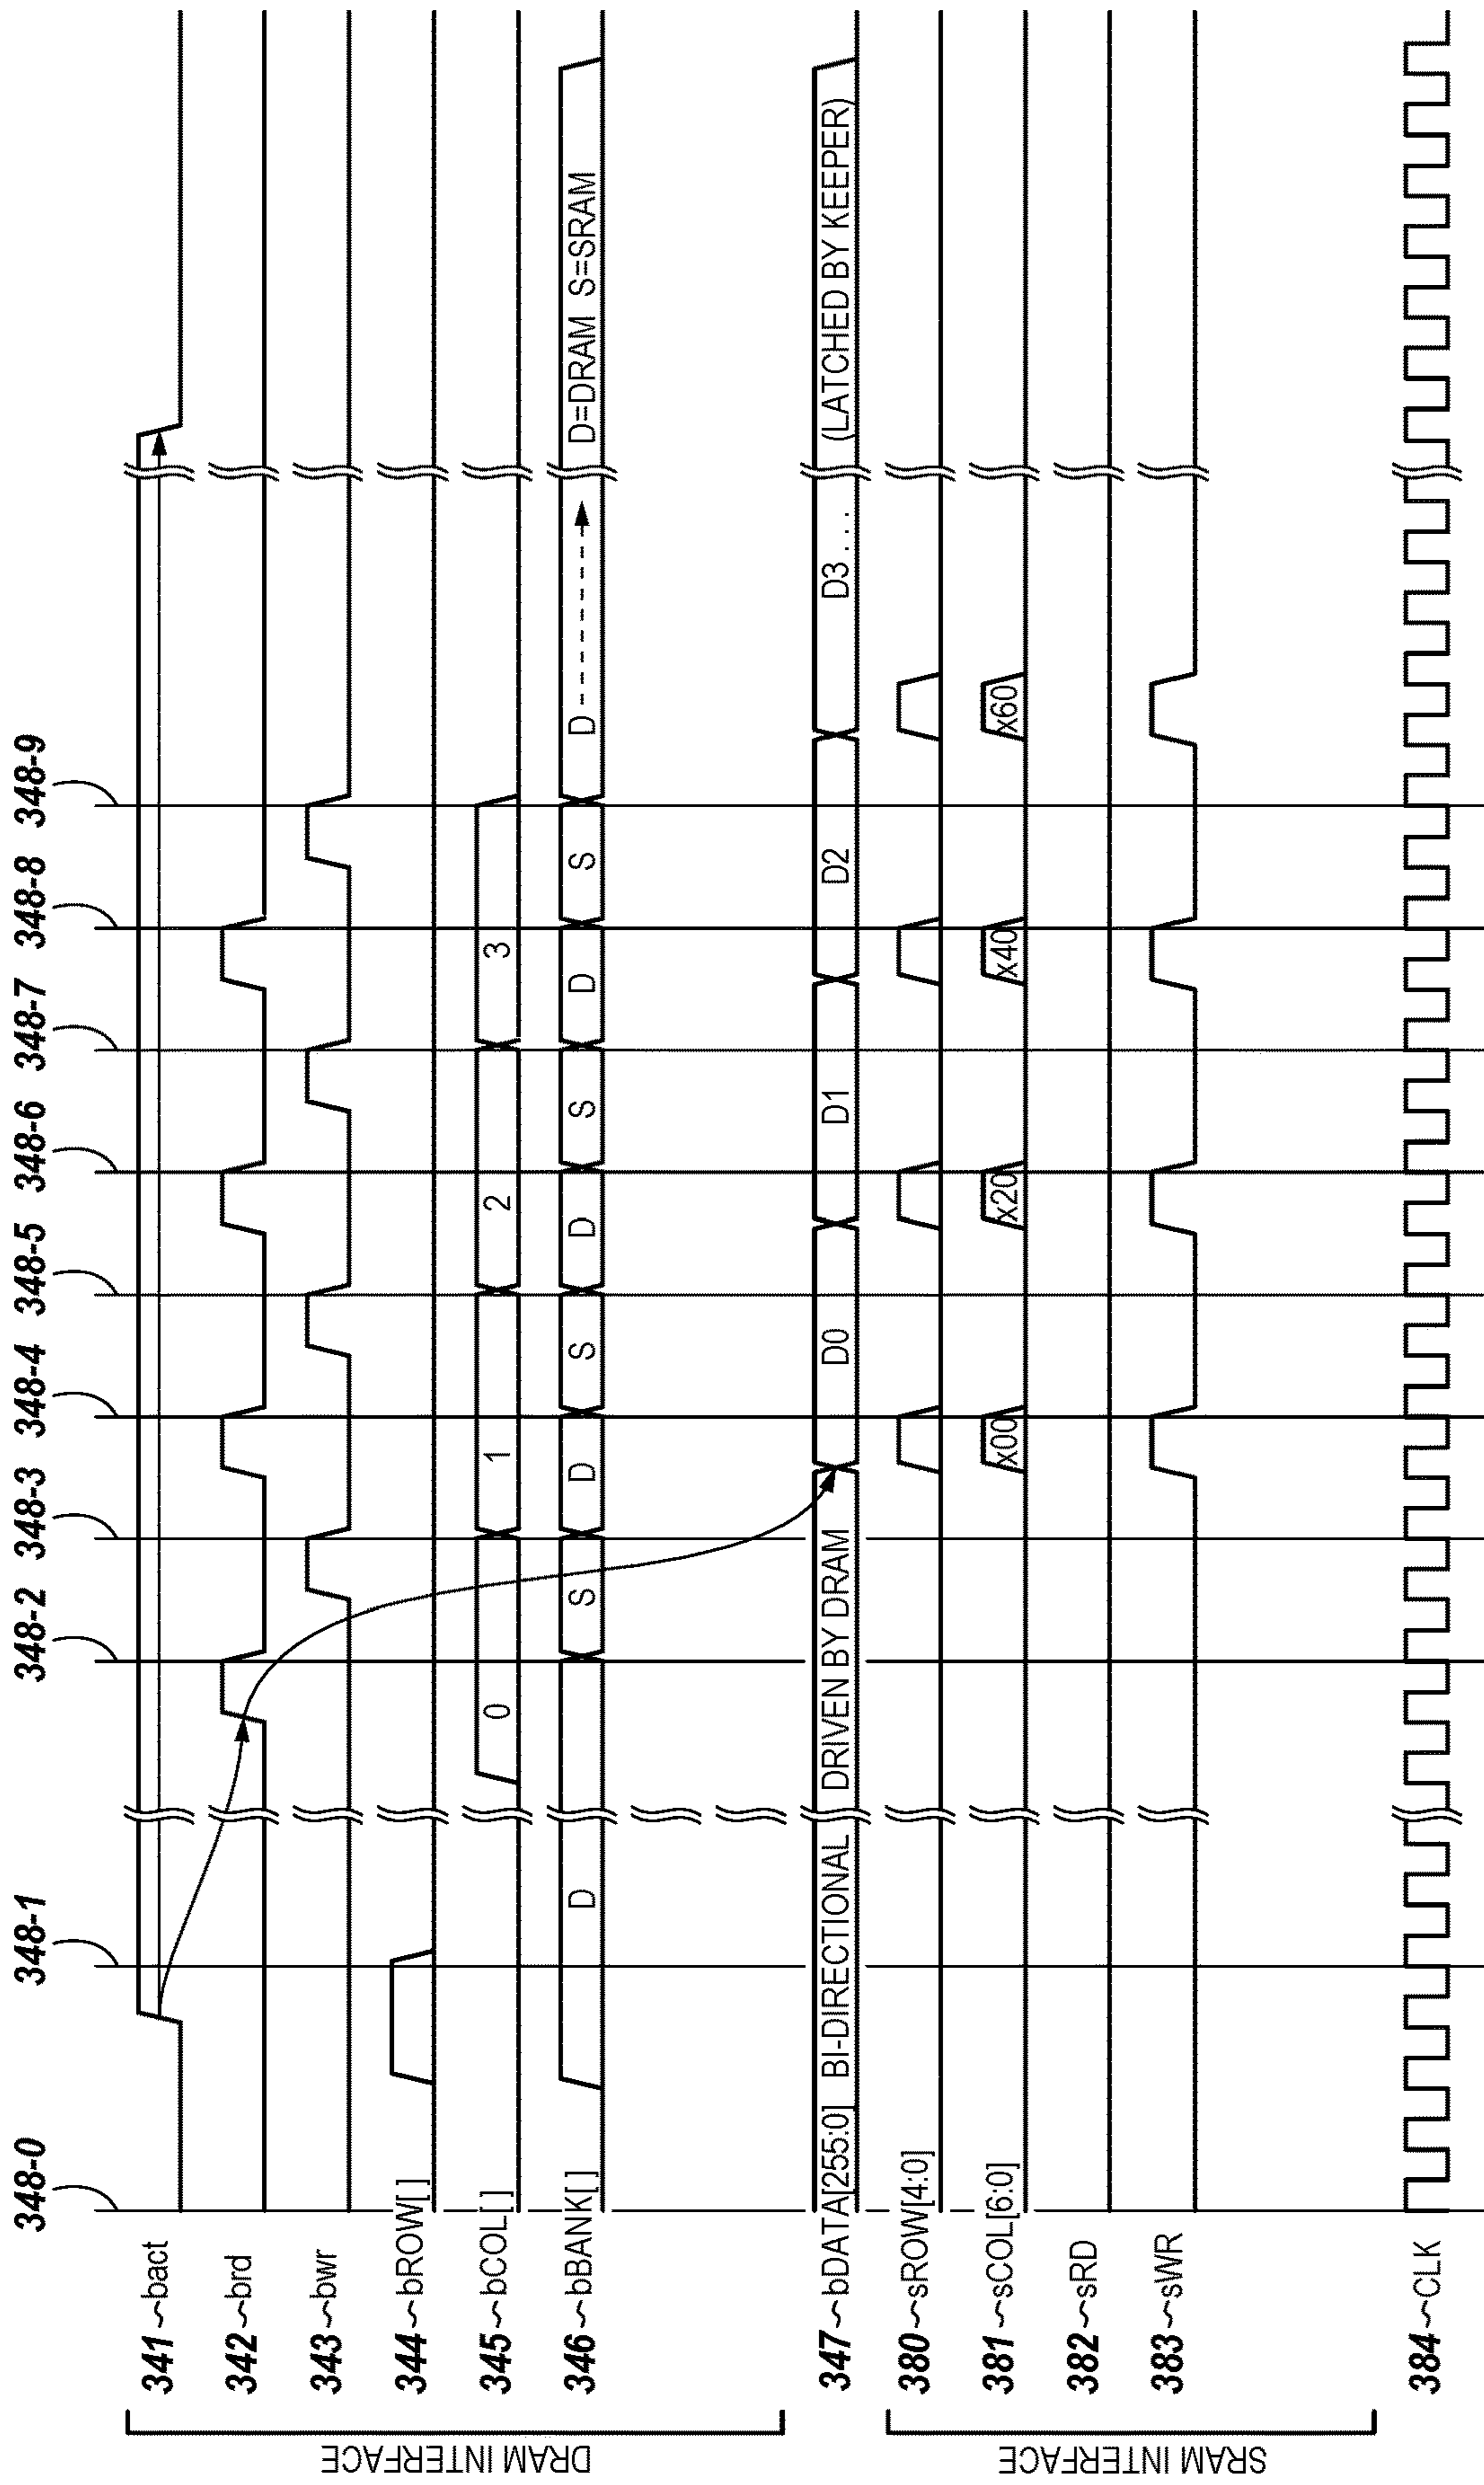 348-0 348-1 348-2 348-3 348-4 348-5 348-6 348-7 348-8 348-9
DRAM INTERFACE
341~bact
342~brd
343~bwr
344~bROW[ ]
345~bCOL[ ] 0 1 2 3
346~bBANK[ ] D S D S D S D S D D=DRAM S=SRAM
347~bDATA[255:0] BI-DIRECTIONAL DRIVEN BY DRAM D0 D1 D2 D3 . . . (LATCHED BY KEEPER)
SRAM INTERFACE
380~sROW[4:0]
381~sCOL[6:0] x00 x20 x40 x60
382~sRD
383~sWR
384~CLK